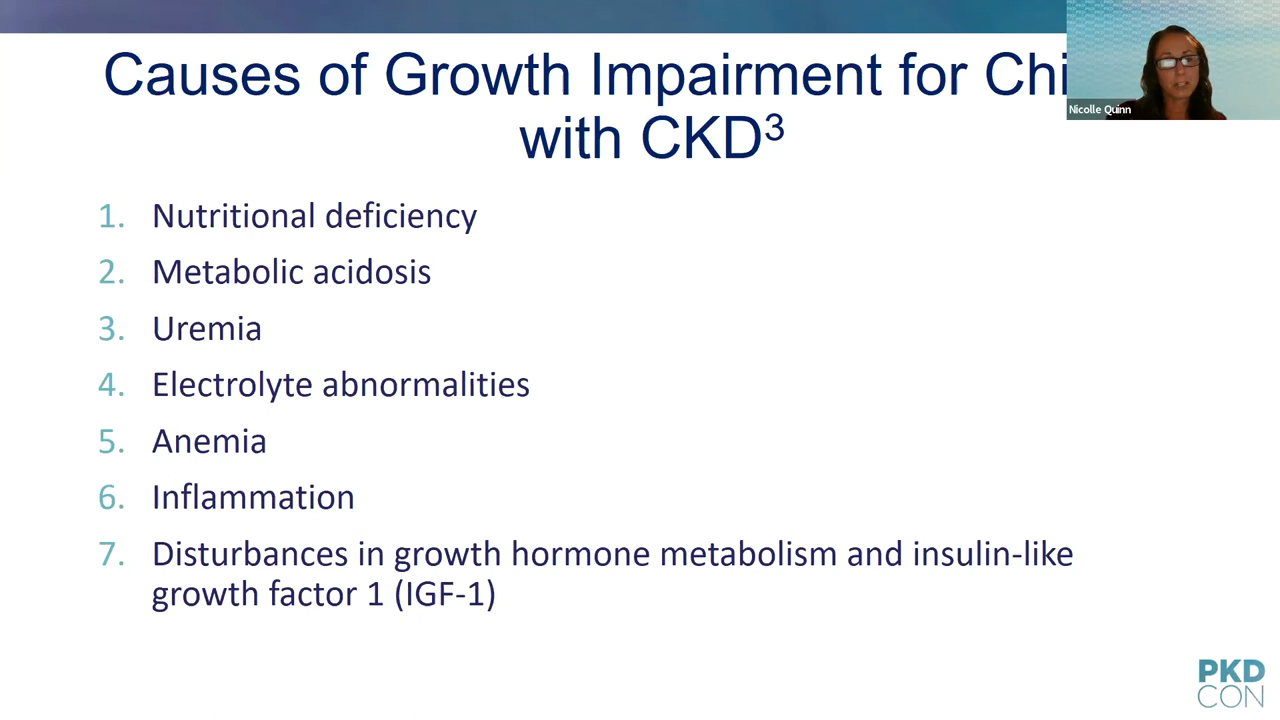 Causes of Growth Impairment for Chi
with CKD³
Nicolle Quinn
1. Nutritional deficiency
2. Metabolic acidosis
3. Uremia
4. Electrolyte abnormalities
5. Anemia
6. Inflammation
7. Disturbances in growth hormone metabolism and insulin-like
growth factor 1 (IGF-1)
PKD
CON